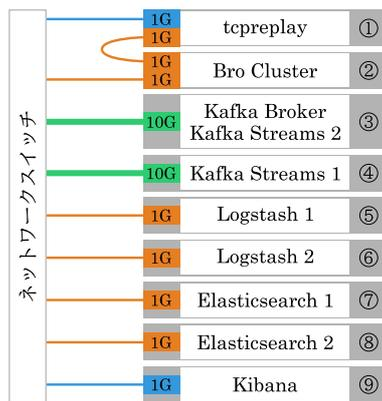 ネットワークスイッチ
1G
1G
tcpreplay
①
1G
1G
Bro Cluster
②
10G
Kafka Broker
Kafka Streams 2
③
10G
Kafka Streams 1
④
1G
Logstash 1
⑤
1G
Logstash 2
⑥
1G
Elasticsearch 1
⑦
1G
Elasticsearch 2
⑧
1G
Kibana
⑨